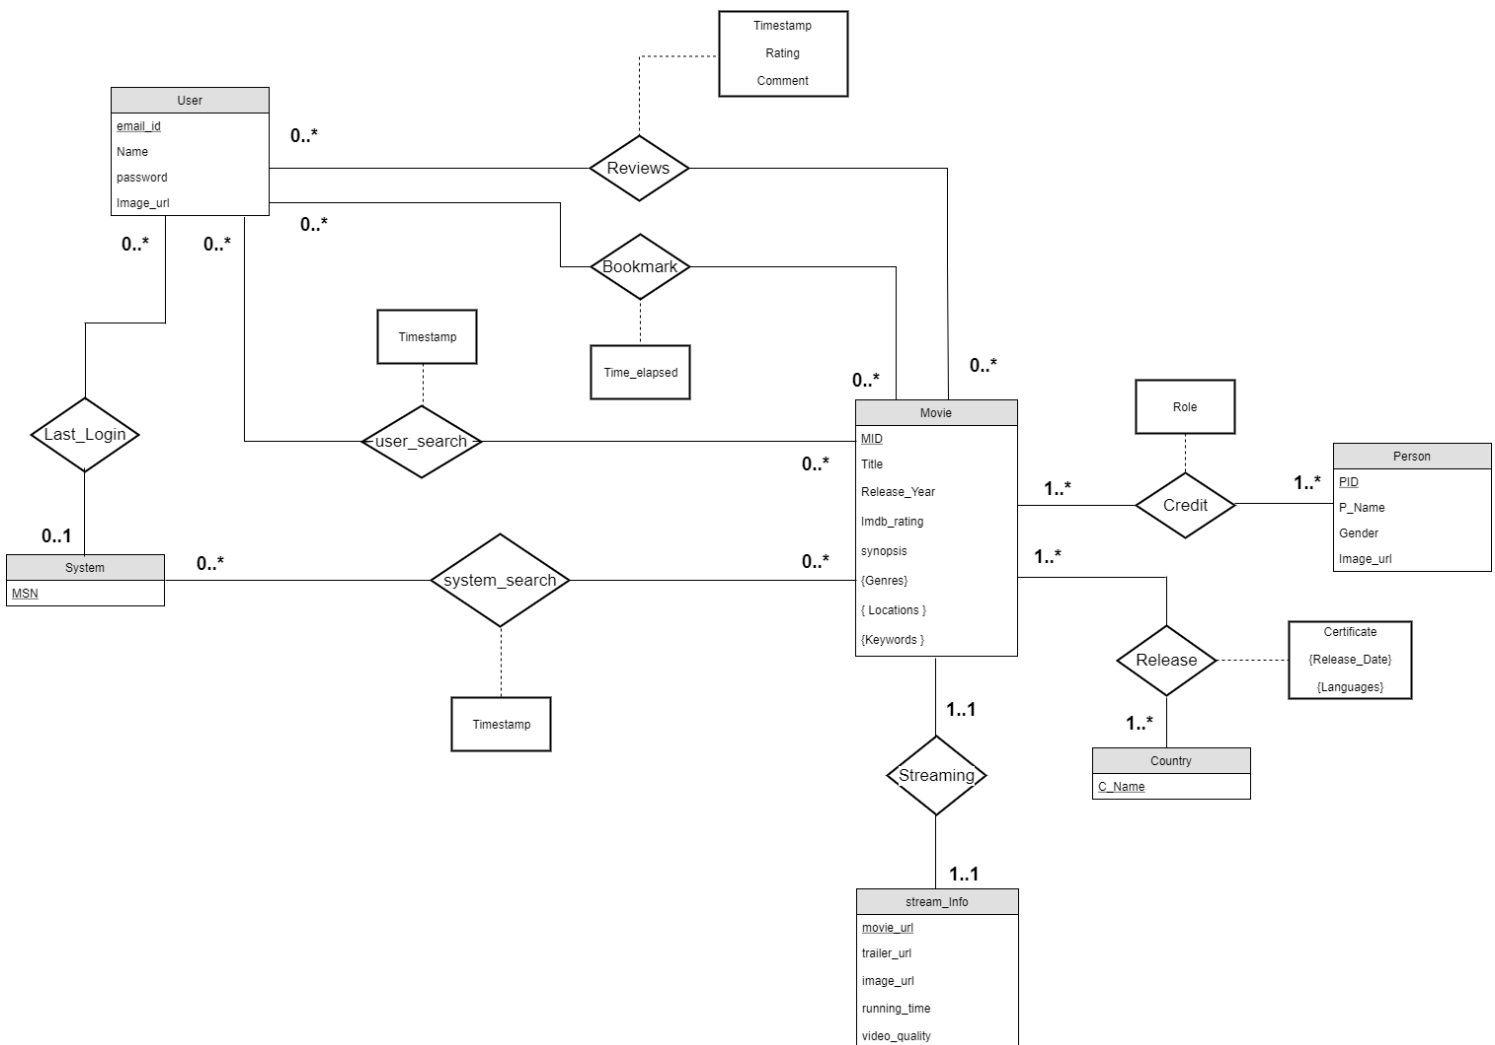 Timestamp
Rating
Comment
User
email_id
Name
password
Image_url
0..*
Reviews
0..*
0..*
0..*
Bookmark
Timestamp
Time_elapsed
0..*
0..*
Role
Movie
MID
Title
Release_Year
Imdb_rating
synopsis
{Genres}
{ Locations }
{Keywords }
Last_Login
user_search
0..*
Person
PID
P_Name
Gender
Image_url
1..*
1..*
Credit
0..1
System
MSN
0..*
system_search
0..*
1..*
Certificate
{Release_Date}
{Languages}
Release
Timestamp
1..1
1..*
Country
C_Name
Streaming
1..1
stream_Info
movie_url
trailer_url
image_url
running_time
video_quality